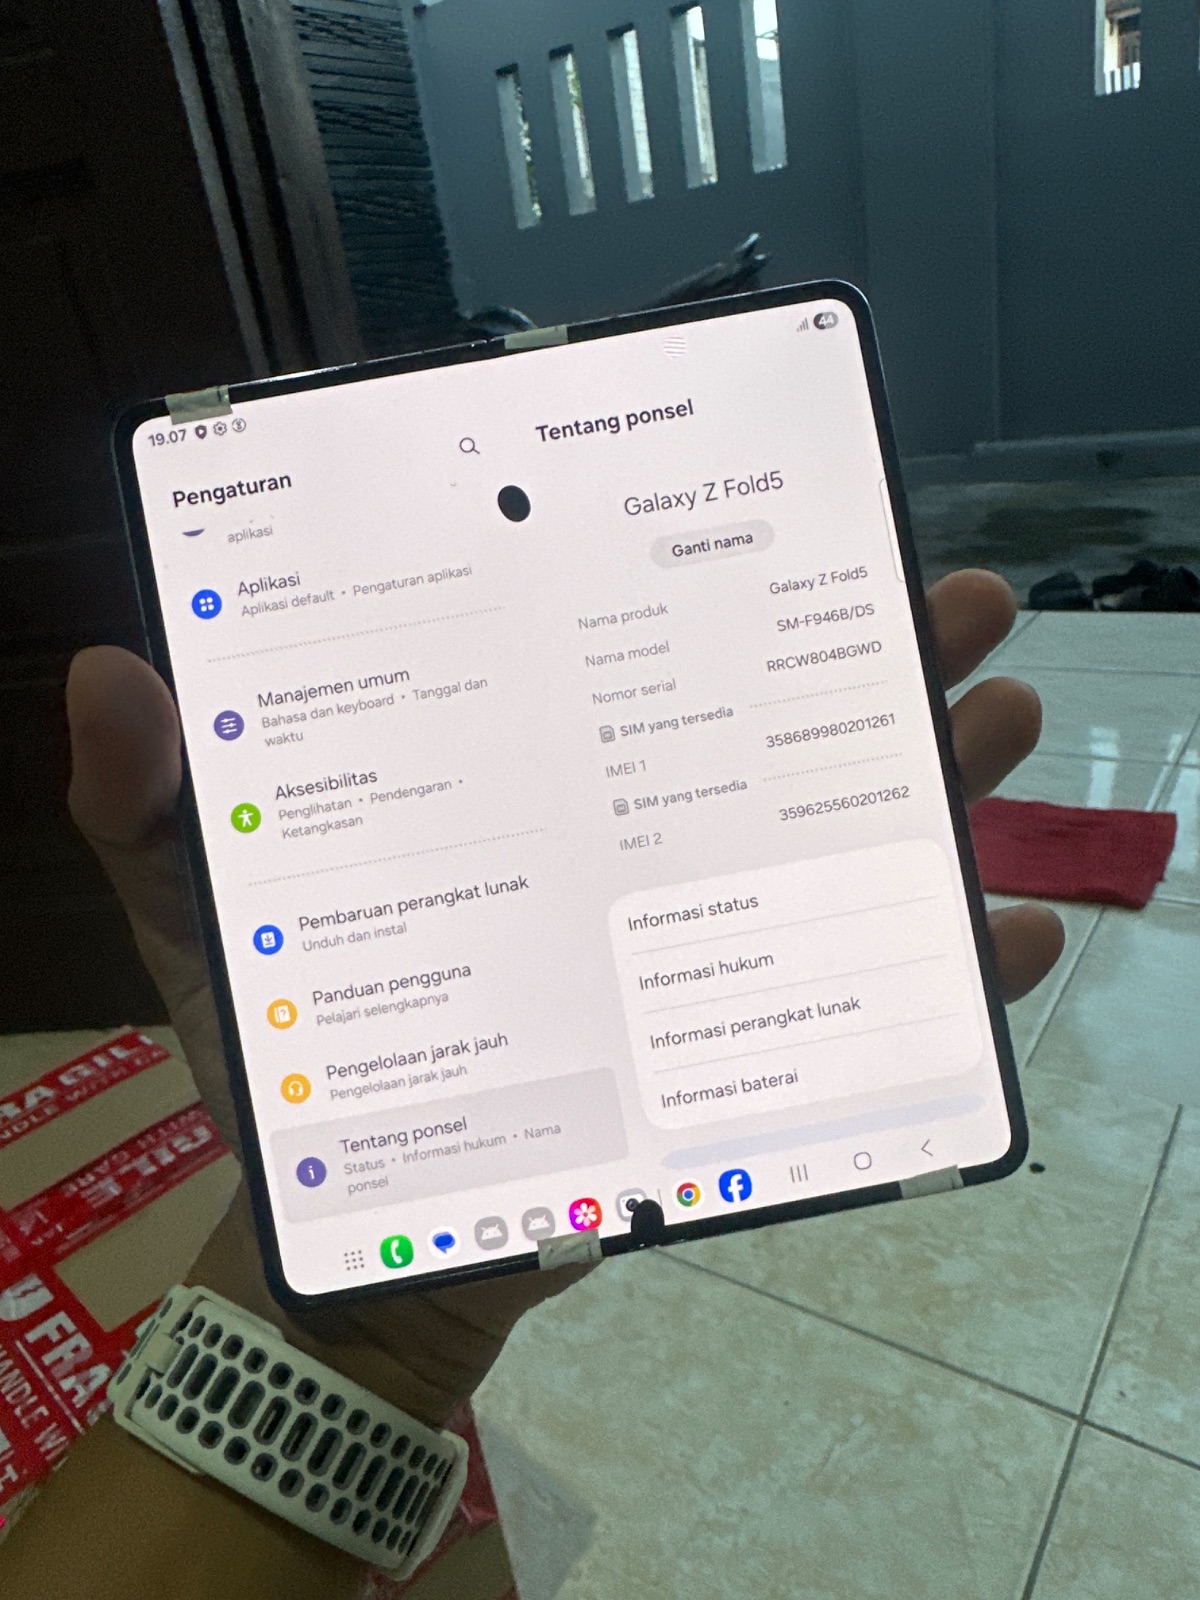 19.07
44
Pengaturan
aplikasi
Aplikasi
Aplikasi default • Pengaturan aplikasi
Manajemen umum
Bahasa dan keyboard • Tanggal dan
waktu
Aksesibilitas
Penglihatan • Pendengaran •
Ketangkasan
Pembaruan perangkat lunak
Unduh dan instal
Panduan pengguna
Pelajari selengkapnya
Pengelolaan jarak jauh
Pengelolaan jarak jauh
Tentang ponsel
Status • Informasi hukum • Nama
ponsel
Tentang ponsel
Galaxy Z Fold5
Ganti nama
Nama produk
Galaxy Z Fold5
Nama model
SM-F946B/DS
Nomor serial
RRCW804BGWD
SIM yang tersedia
IMEI 1
358689980201261
SIM yang tersedia
IMEI 2
359625560201262
Informasi status
Informasi hukum
Informasi perangkat lunak
Informasi baterai
FRA
HANDLE WI